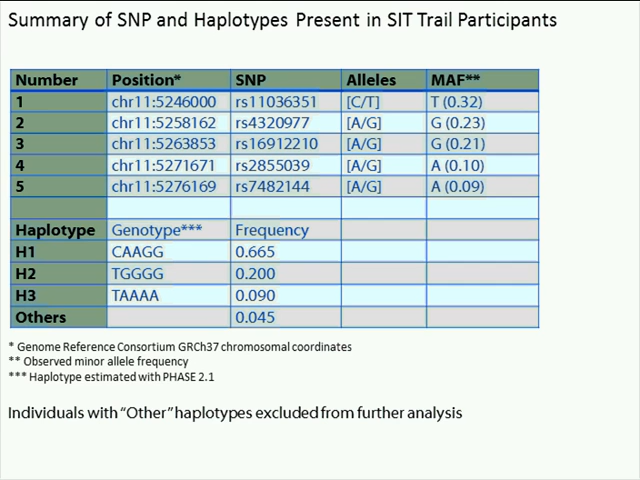 Summary of SNP and Haplotypes Present in SIT Trail Participants
Number Position* SNP Alleles MAF**
1 chr11:5246000 rs11036351 [C/T] T (0.32)
2 chr11:5258162 rs4320977 [A/G] G (0.23)
3 chr11:5263853 rs16912210 [A/G] G (0.21)
4 chr11:5271671 rs2855039 [A/G] A (0.10)
5 chr11:5276169 rs7482144 [A/G] A (0.09)
Haplotype Genotype*** Frequency
H1 CAAGG 0.665
H2 TGGGG 0.200
H3 TAAAA 0.090
Others 0.045
* Genome Reference Consortium GRCh37 chromosomal coordinates
** Observed minor allele frequency
*** Haplotype estimated with PHASE 2.1
Individuals with “Other” haplotypes excluded from further analysis